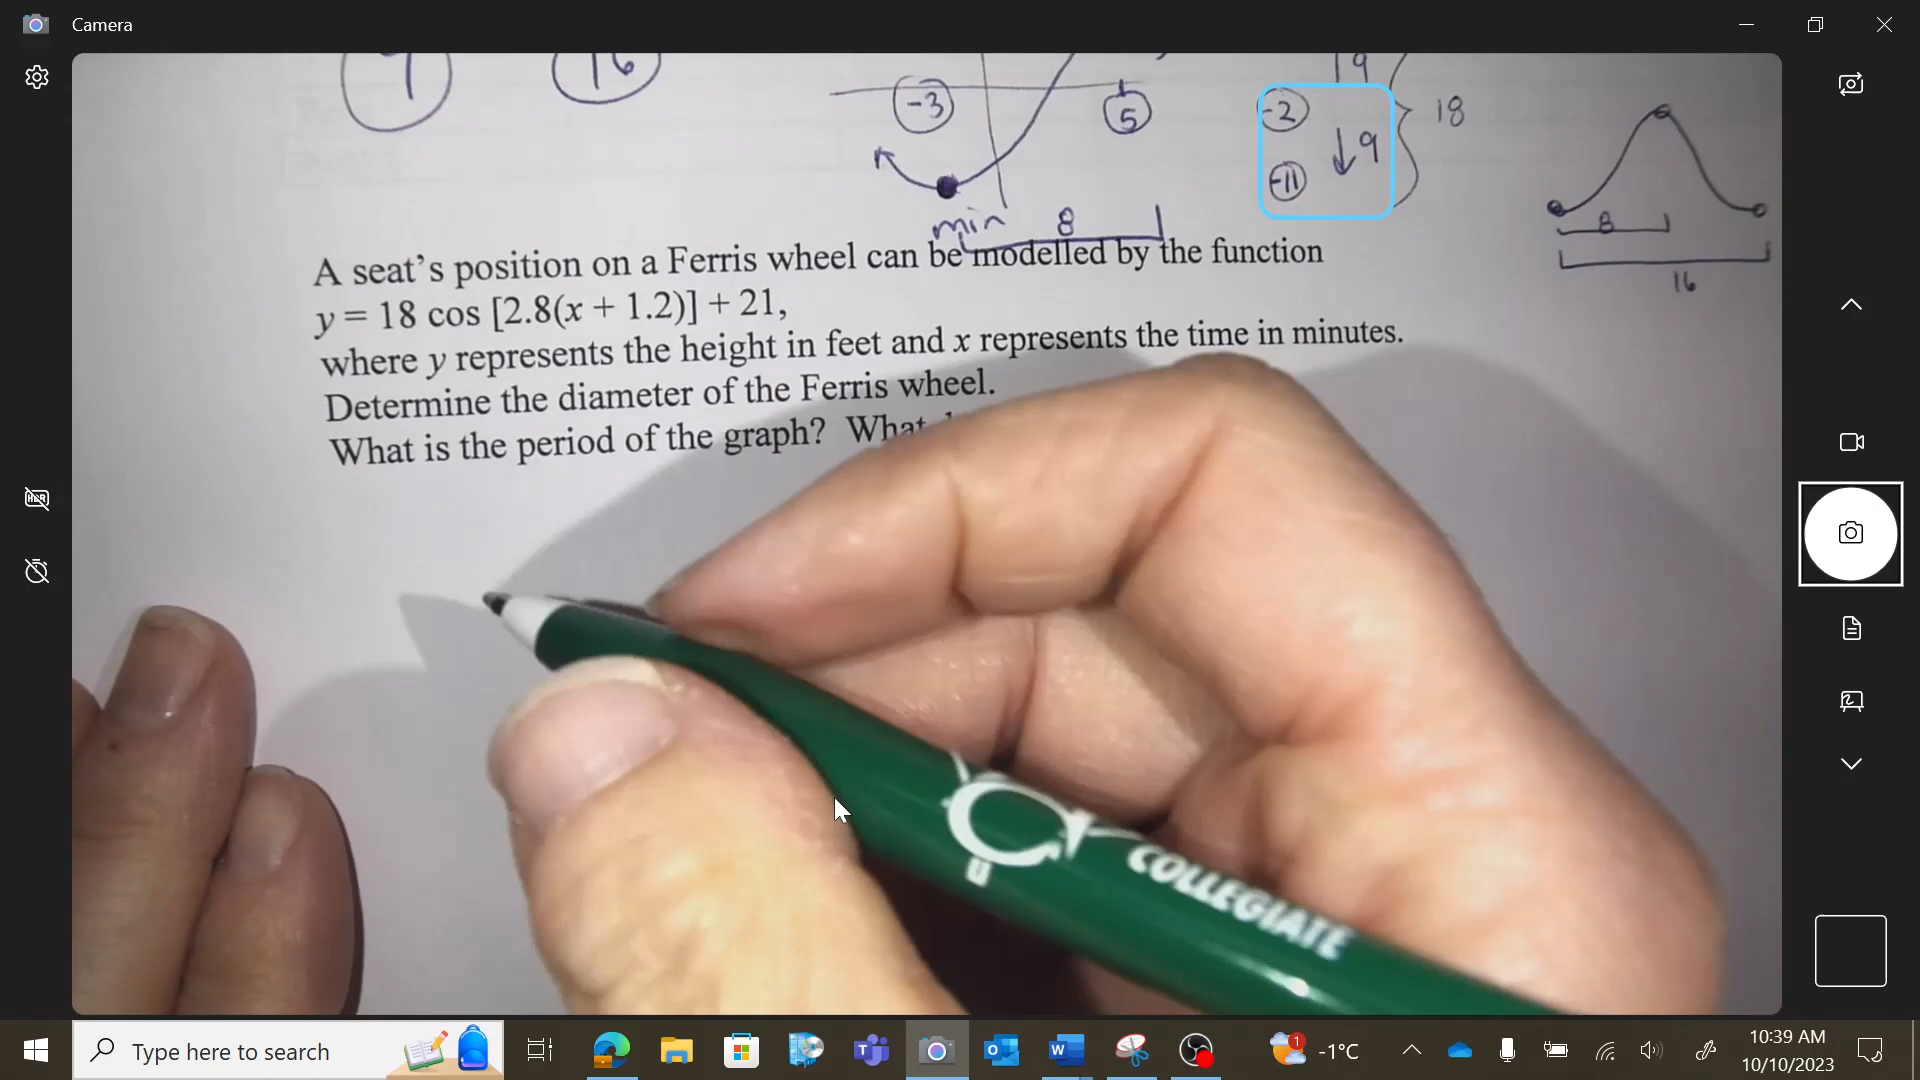 Camera
16
19
-3
5
-2
↓9
18
-11
min
8
8
16
A seat's position on a Ferris wheel can be modelled by the function
y = 18 cos [2.8(x + 1.2)] + 21,
where y represents the height in feet and x represents the time in minutes.
Determine the diameter of the Ferris wheel.
What is the period of the graph? What
COLLEGIATE
Type here to search
1
-1°C
10:39 AM
10/10/2023